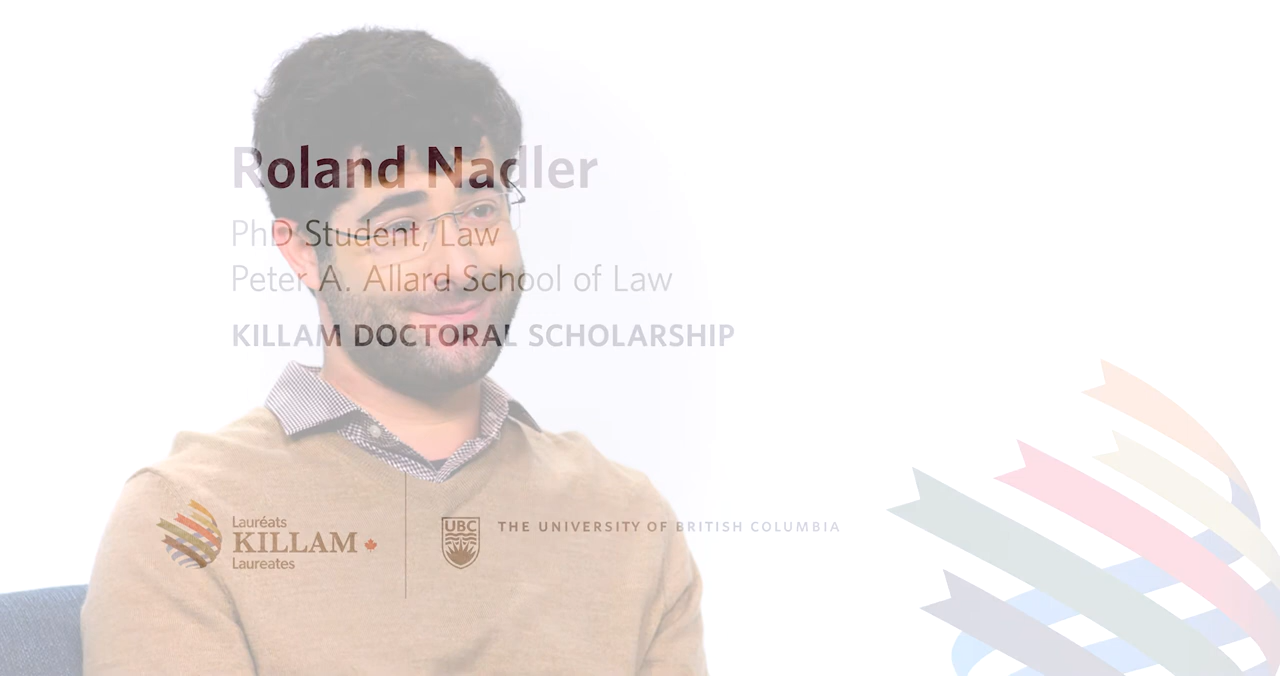 Roland Nadler
PhD Student, Law
Peter A. Allard School of Law
KILLAM DOCTORAL SCHOLARSHIP
Lauréats
KILLAM
Laureates
UBC
THE UNIVERSITY OF BRITISH COLUMBIA